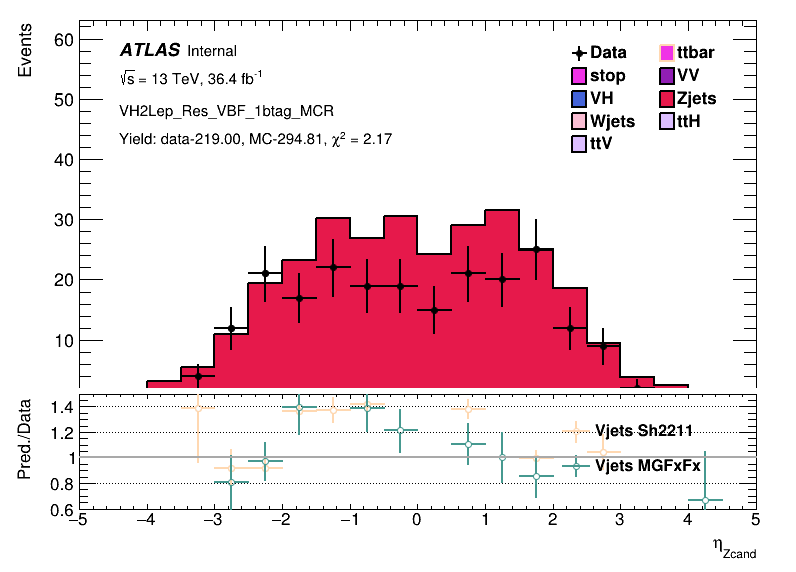 Events
60
50
40
30
20
10
ATLAS Internal
√s = 13 TeV, 36.4 fb⁻¹
VH2Lep_Res_VBF_1btag_MCR
Yield: data-219.00, MC-294.81, χ² = 2.17
Data ttbar
stop VV
VH Zjets
Wjets ttH
ttV
Pred./Data
1.4
1.2
1
0.8
0.6
Vjets Sh2211
Vjets MGFxFx
−5 −4 −3 −2 −1 0 1 2 3 4 5
ηZcand